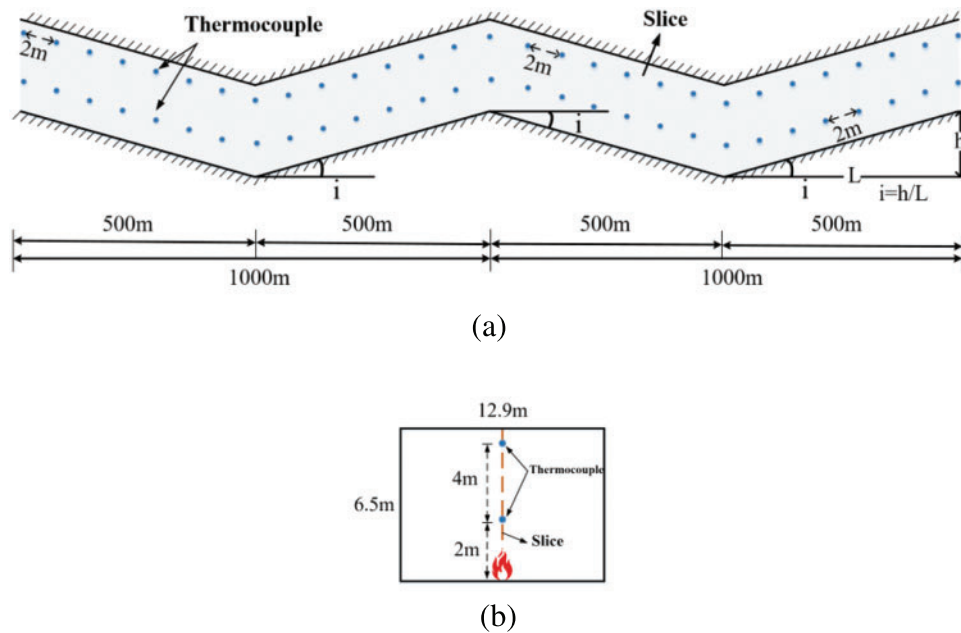 Thermocouple
Slice
2m
2m
2m
h
i
i
i
L
i=h/L
500m
500m
500m
500m
1000m
1000m
(a)
12.9m
Thermocouple
4m
6.5m
Slice
2m
(b)